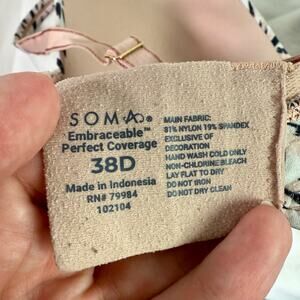 SOMA®
Embraceable™
Perfect Coverage
38D
Made in Indonesia
RN# 79984
102104
MAIN FABRIC:
81% NYLON 19% SPANDEX
EXCLUSIVE OF
DECORATION
HAND WASH COLD ONLY
NON-CHLORINE BLEACH
LAY FLAT TO DRY
DO NOT IRON
DO NOT DRY CLEAN